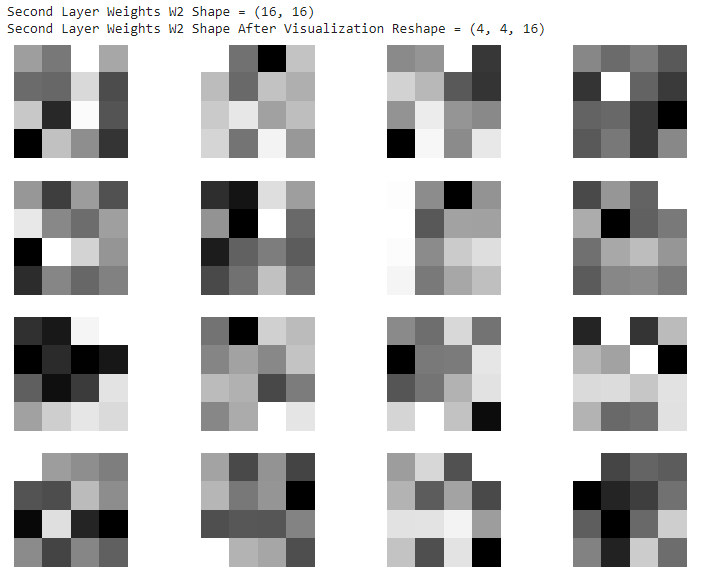 Second Layer Weights W2 Shape = (16, 16)
Second Layer Weights W2 Shape After Visualization Reshape = (4, 4, 16)